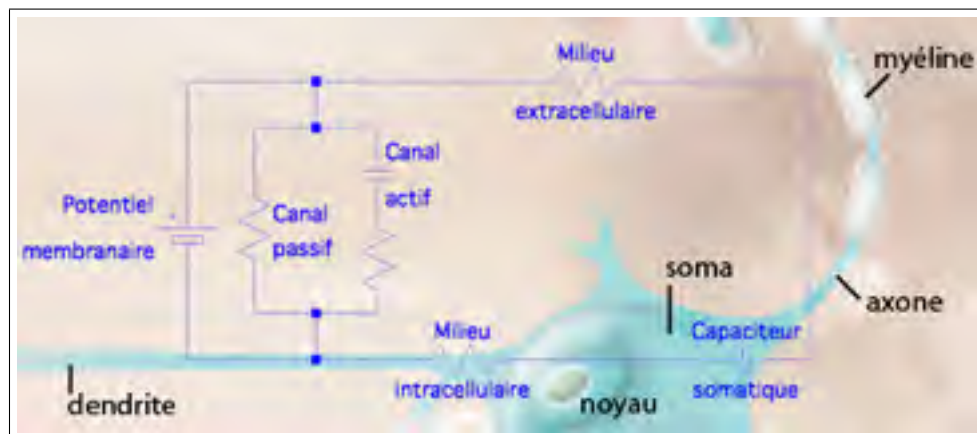 Milieu
extracellulaire
myéline
Canal
actif
Potentiel
membranaire
Canal
passif
soma
axone
Milieu
intracellulaire
Capaciteur
somatique
dendrite
noyau